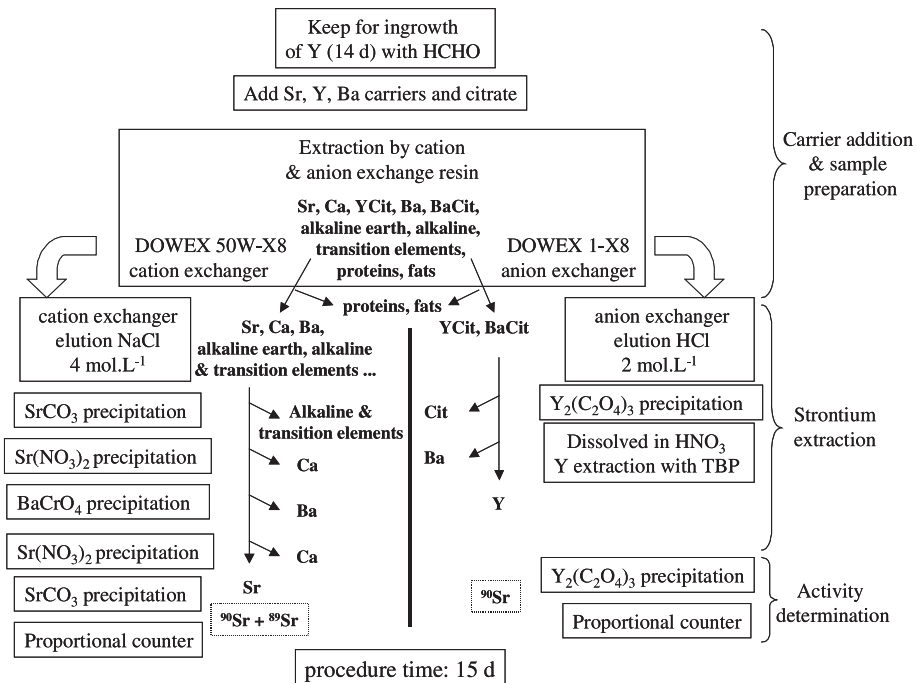 Keep for ingrowth
of Y (14 d) with HCHO
Add Sr, Y, Ba carriers and citrate
Extraction by cation
& anion exchange resin
Sr, Ca, YCit, Ba, BaCit,
alkaline earth, alkaline,
transition elements,
proteins, fats
DOWEX 50W-X8
cation exchanger
DOWEX 1-X8
anion exchanger
Carrier addition
& sample
preparation
proteins, fats
cation exchanger
elution NaCl
4 mol.L⁻¹
Sr, Ca, Ba,
alkaline earth, alkaline
& transition elements ...
YCit, BaCit
anion exchanger
elution HCl
2 mol.L⁻¹
SrCO₃ precipitation
Sr(NO₃)₂ precipitation
BaCrO₄ precipitation
Sr(NO₃)₂ precipitation
SrCO₃ precipitation
Proportional counter
Alkaline &
transition elements
Ca
Ba
Ca
Sr
⁹⁰Sr + ⁸⁹Sr
Cit
Ba
Y
⁹⁰Sr
Y₂(C₂O₄)₃ precipitation
Dissolved in HNO₃
Y extraction with TBP
Y₂(C₂O₄)₃ precipitation
Proportional counter
Strontium
extraction
Activity
determination
procedure time: 15 d